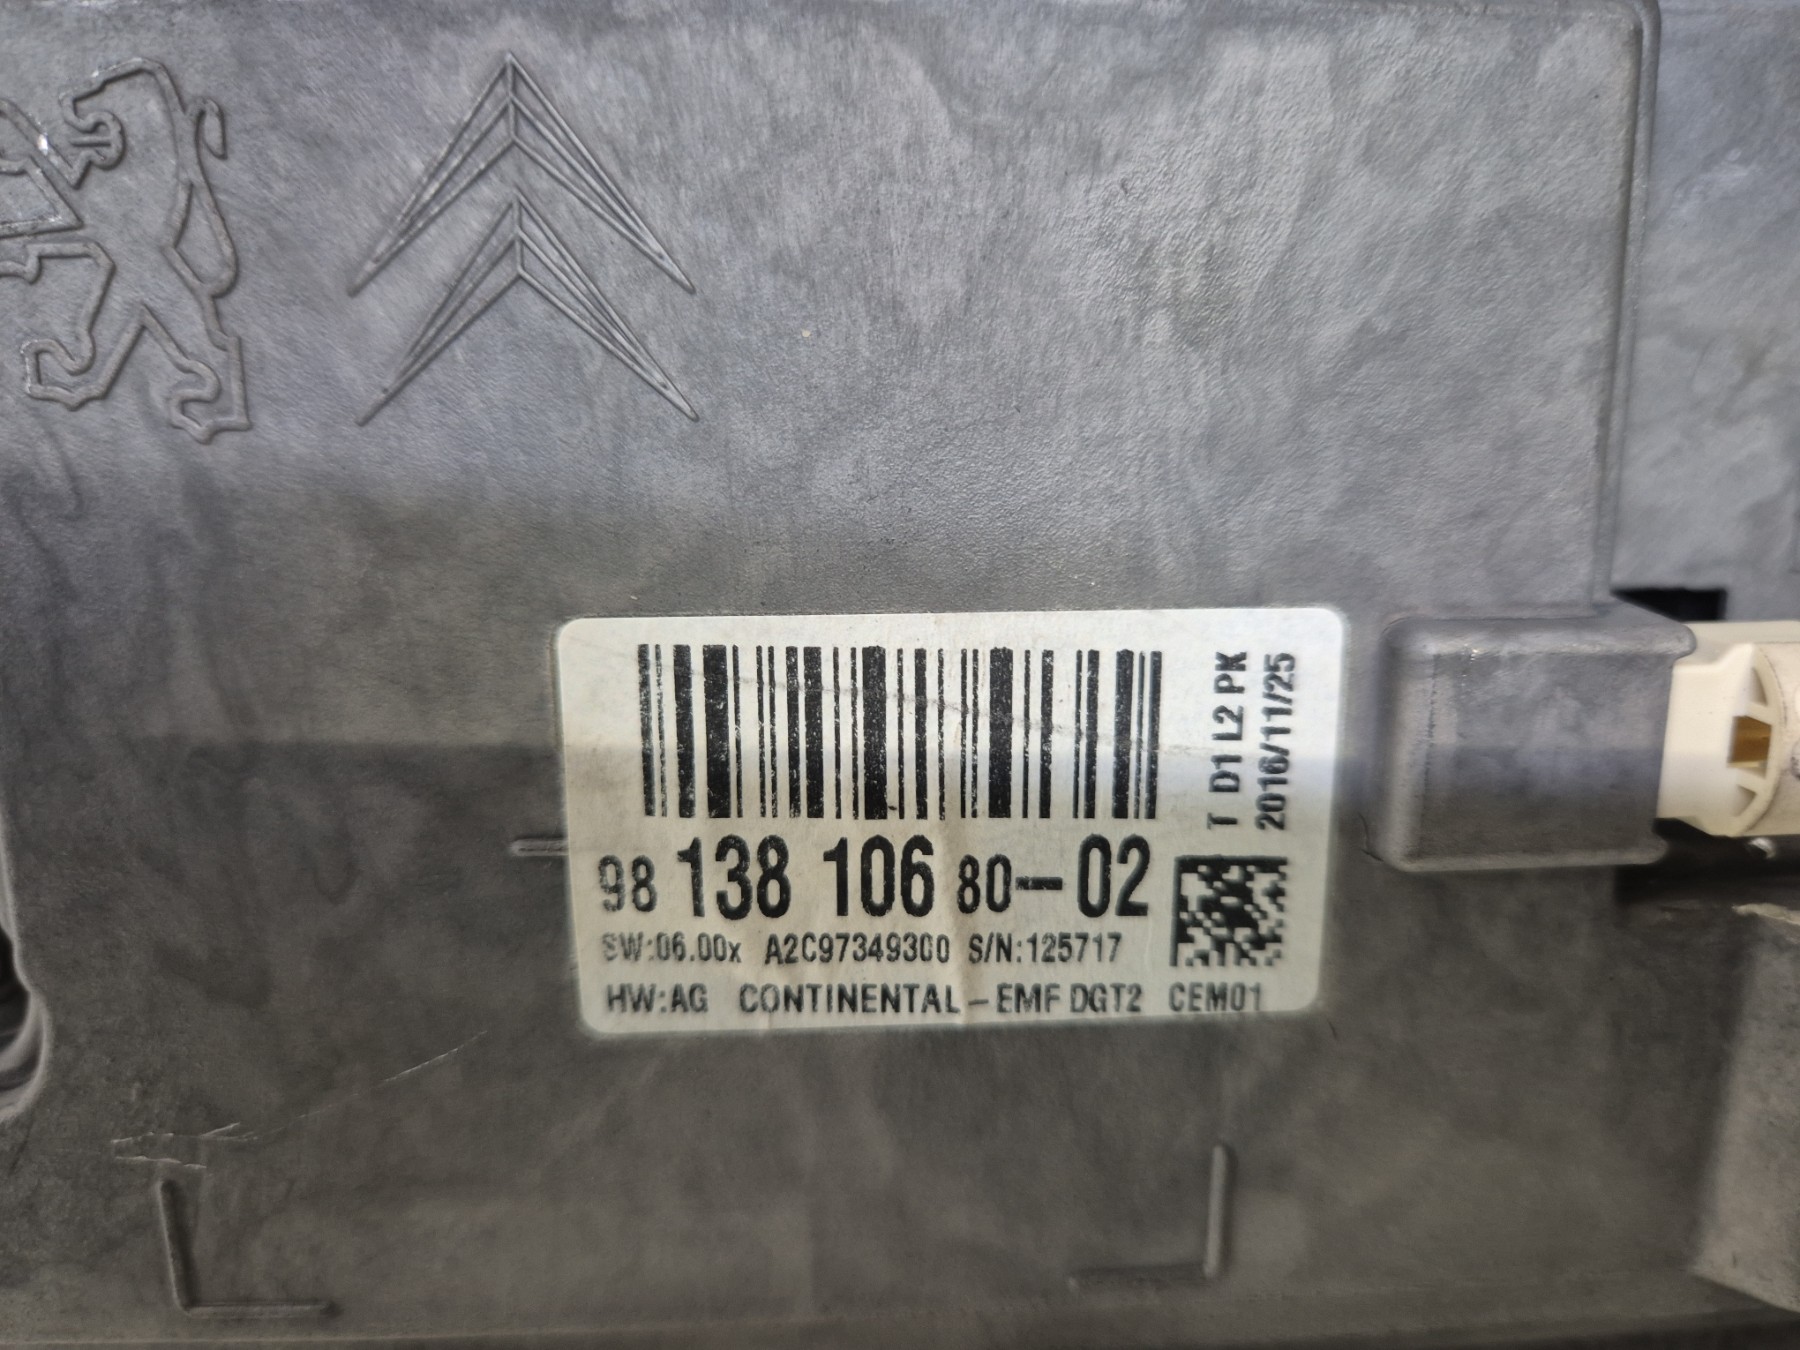 T D1 L2 PK
2016/11/25
98 138 106 80-02
SW:06.00x A2C97349300 S/N:125717
HW:AG CONTINENTAL-EMF DGT2 CEM01